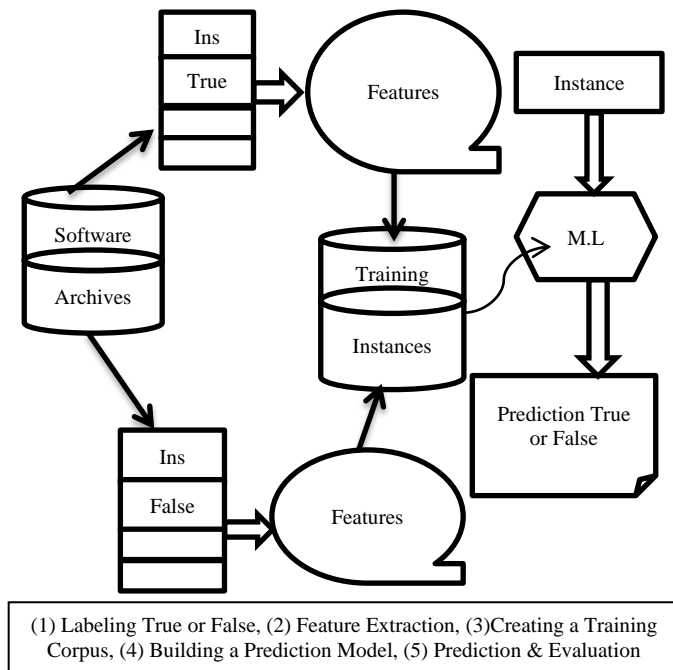 Ins
True
Features
Instance
Software
Archives
Training
Instances
M.L
Prediction True
or False
Ins
False
Features
(1) Labeling True or False, (2) Feature Extraction, (3)Creating a Training
Corpus, (4) Building a Prediction Model, (5) Prediction & Evaluation